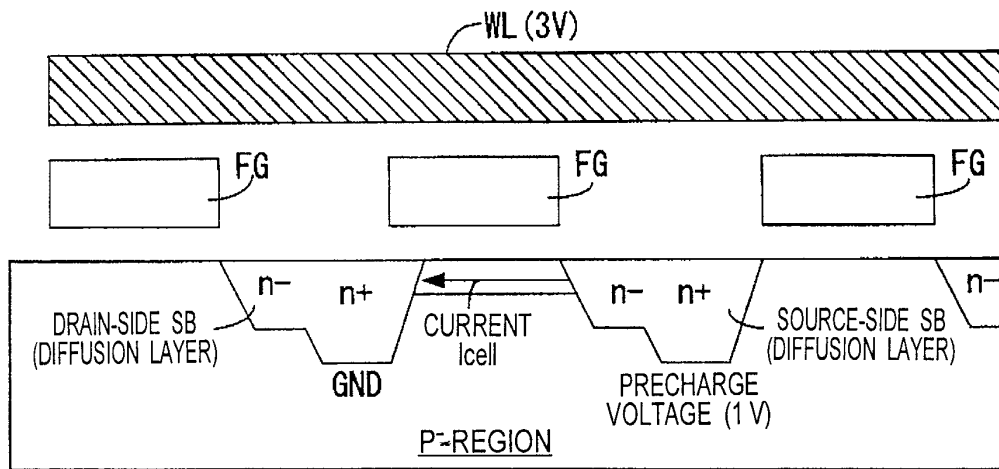 WL (3V)
FG
FG
FG
n-
n+
n-
n+
n-
DRAIN-SIDE SB
(DIFFUSION LAYER)
CURRENT
Icell
SOURCE-SIDE SB
(DIFFUSION LAYER)
GND
PRECHARGE
VOLTAGE (1 V)
P⁻-REGION